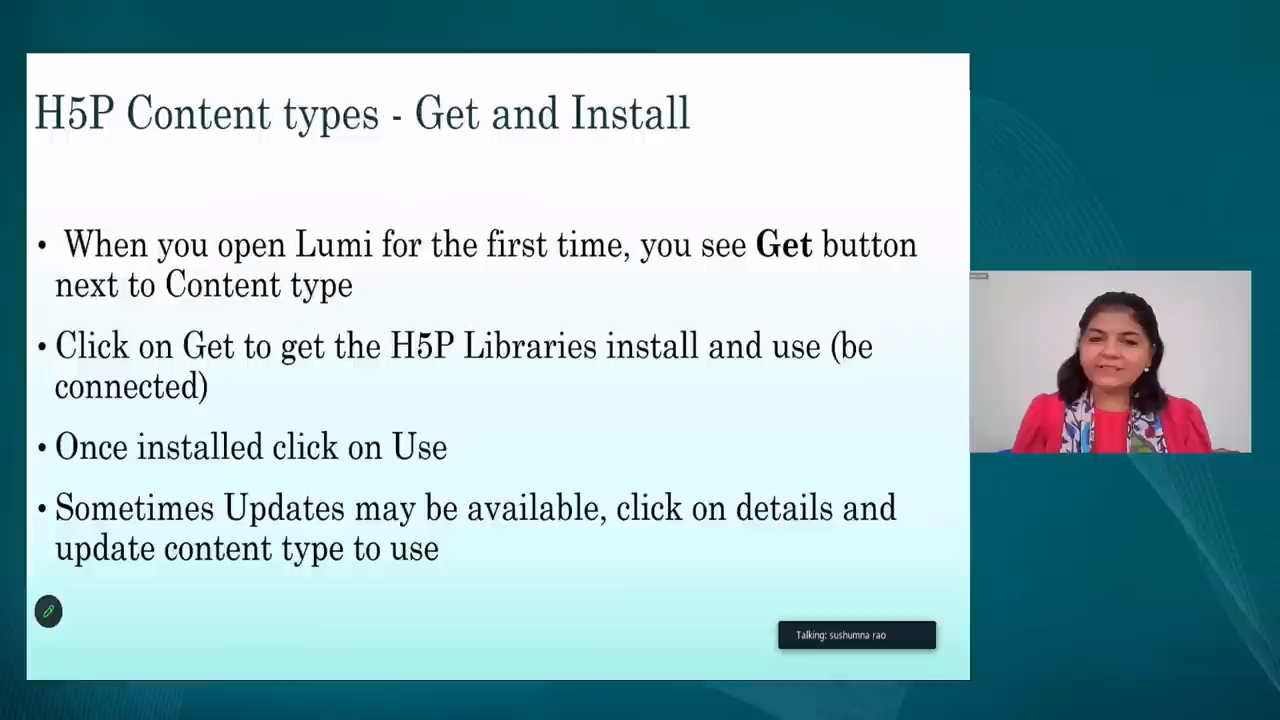 H5P Content types - Get and Install
• When you open Lumi for the first time, you see Get button
next to Content type
• Click on Get to get the H5P Libraries install and use (be
connected)
• Once installed click on Use
• Sometimes Updates may be available, click on details and
update content type to use
Talking: sushumna rao